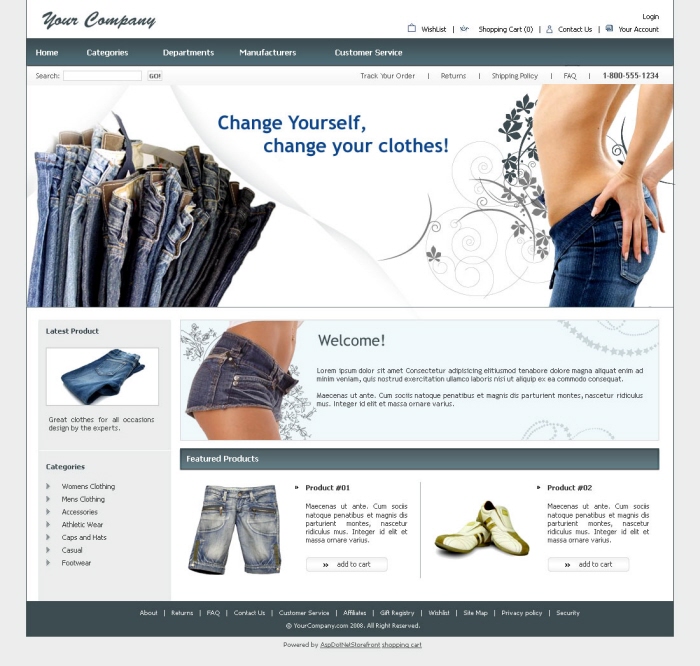 Your Company
Login
WishList | Shopping Cart (0) | Contact Us | Your Account
Home Categories Departments Manufacturers Customer Service
Search: GO! Track Your Order | Returns | Shipping Policy | FAQ | 1-800-555-1234
Change Yourself,
change your clothes!
Latest Product
Great clothes for all occasions
design by the experts.
Categories
Womens Clothing
Mens Clothing
Accessories
Athletic Wear
Caps and Hats
Casual
Footwear
Welcome!
Lorem ipsum dolor sit amet Consectetur adipisicing elitiusmod tenabore dolore magna aliquat enim ad
minim veniam, quis nostrud exercitation ullamco laboris nisi ut aliquip ex ea commodo consequat.
Maecenas ut ante. Cum sociis natoque penatibus et magnis dis parturient montes, nascetur ridiculus
mus. Integer id elit et massa ornare varius.
Featured Products
Product #01
Maecenas ut ante. Cum sociis
natoque penatibus et magnis dis
parturient montes, nascetur
ridiculus mus. Integer id elit et
massa ornare varius.
add to cart
Product #02
Maecenas ut ante. Cum sociis
natoque penatibus et magnis dis
parturient montes, nascetur
ridiculus mus. Integer id elit et
massa ornare varius.
add to cart
About | Returns | FAQ | Contact Us | Customer Service | Affiliates | Gift Registry | Wishlist | Site Map | Privacy policy | Security
© YourCompany.com 2008. All Right Reserved.
Powered by AspDotNetStorefront shopping cart